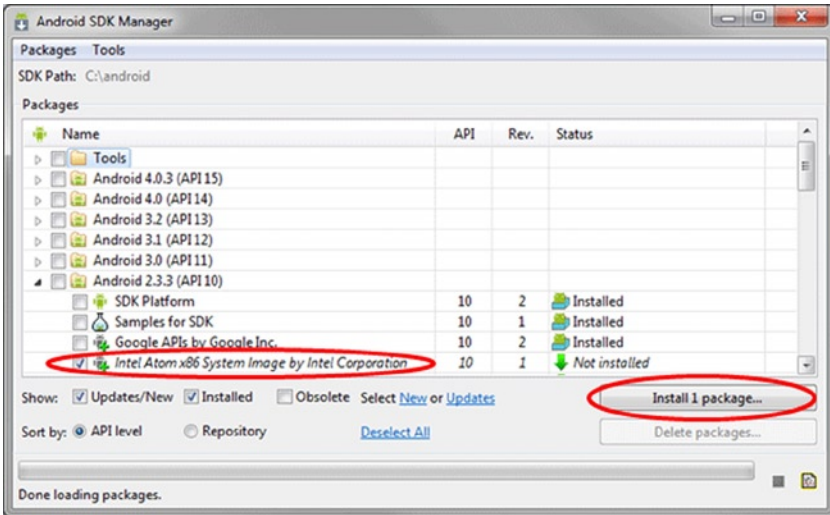 Android SDK Manager
Packages Tools
SDK Path: C:\android
Packages
Name API Rev. Status
Tools
Android 4.0.3 (API 15)
Android 4.0 (API 14)
Android 3.2 (API 13)
Android 3.1 (API 12)
Android 3.0 (API 11)
Android 2.3.3 (API 10)
SDK Platform 10 2 Installed
Samples for SDK 10 1 Installed
Google APIs by Google Inc. 10 2 Installed
Intel Atom x86 System Image by Intel Corporation 10 1 Not installed
Show: Updates/New Installed Obsolete Select New or Updates Install 1 package...
Sort by: API level Repository Deselect All Delete packages...
Done loading packages.